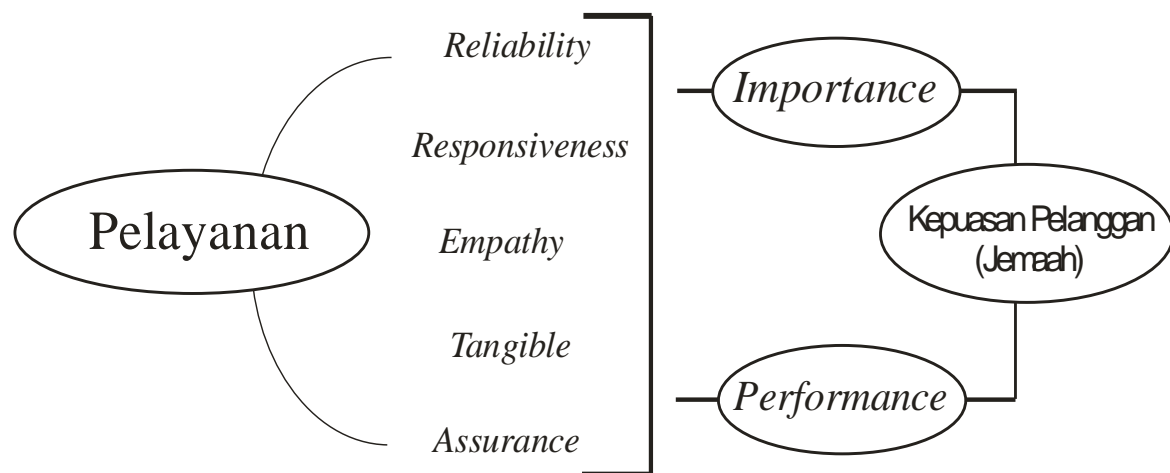 Pelayanan
Reliability
Responsiveness
Empathy
Tangible
Assurance
Importance
Performance
Kepuasan Pelanggan
(Jemaah)